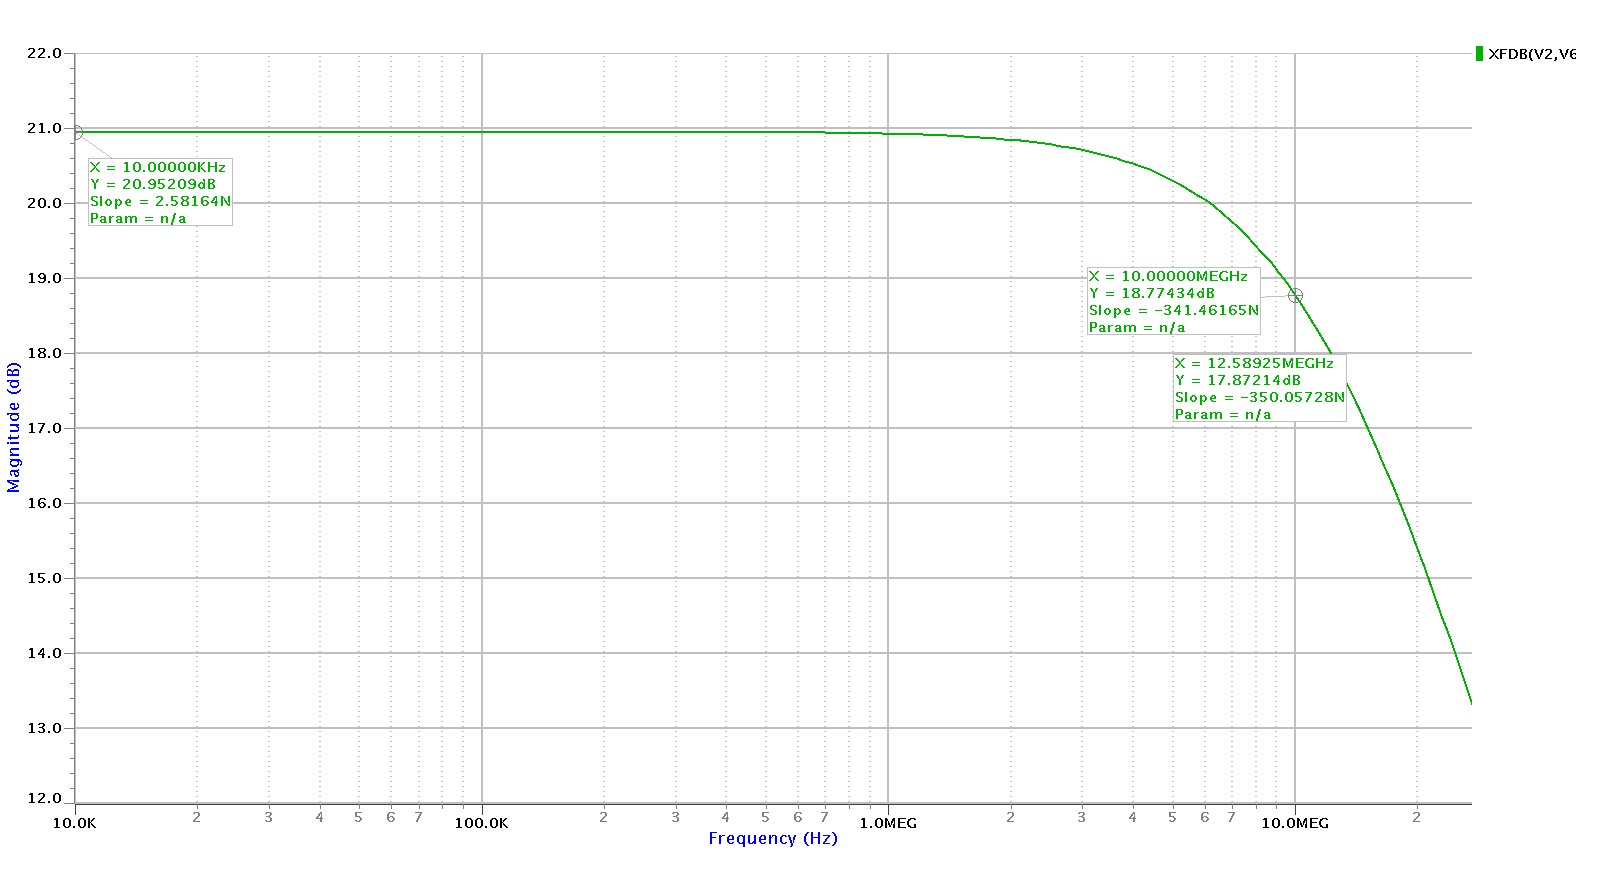 XFDB(V2,V6
22.0
21.0
20.0
19.0
18.0
17.0
16.0
15.0
14.0
13.0
12.0
Magnitude (dB)
X = 10.00000KHz
Y = 20.95209dB
Slope = 2.58164N
Param = n/a
X = 10.00000MEGHz
Y = 18.77434dB
Slope = -341.46165N
Param = n/a
X = 12.58925MEGHz
Y = 17.87214dB
Slope = -350.05728N
Param = n/a
2 3 4 5 6 7 2 3 4 5 6 7 2 3 4 5 6 7 2
10.0K 100.0K 1.0MEG 10.0MEG
Frequency (Hz)